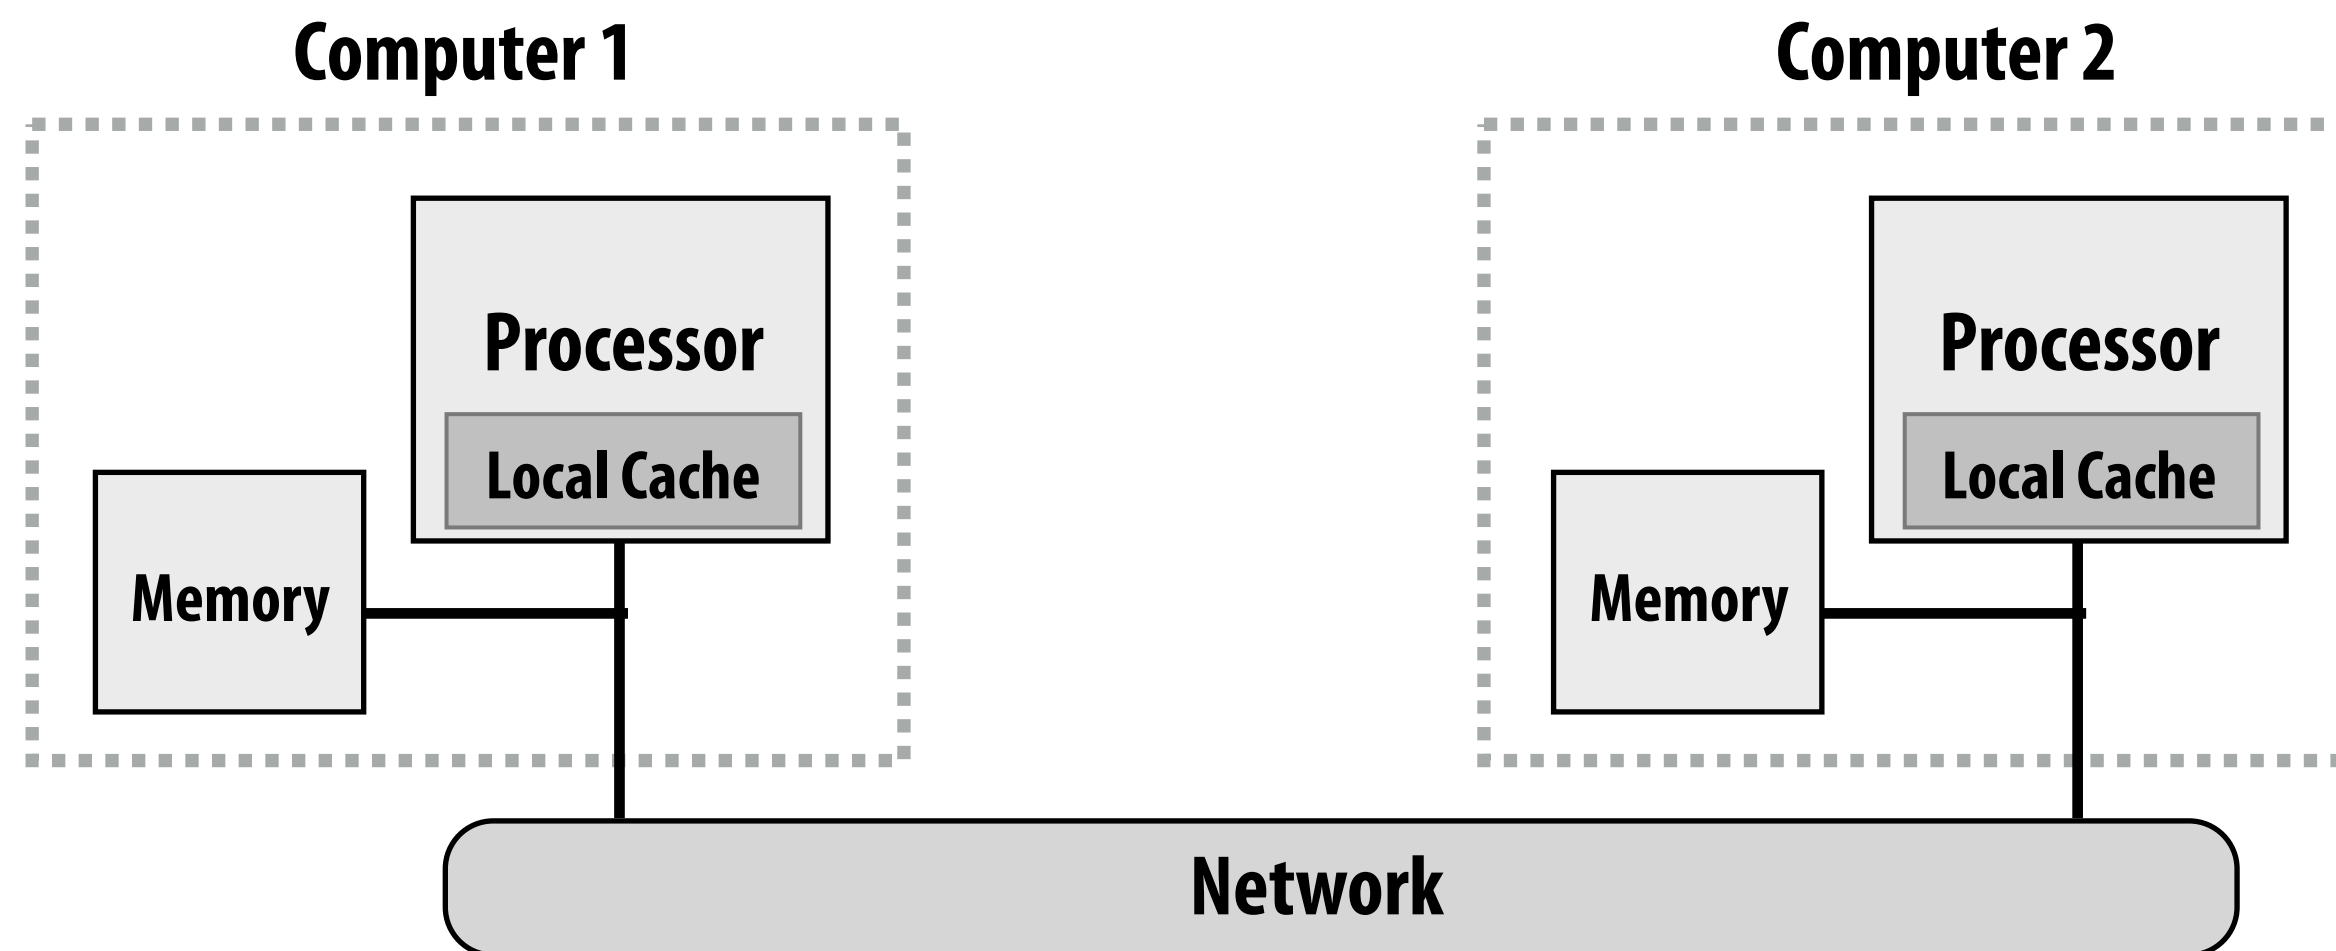 Computer 1
Computer 2
Processor
Local Cache
Memory
Processor
Local Cache
Memory
Network